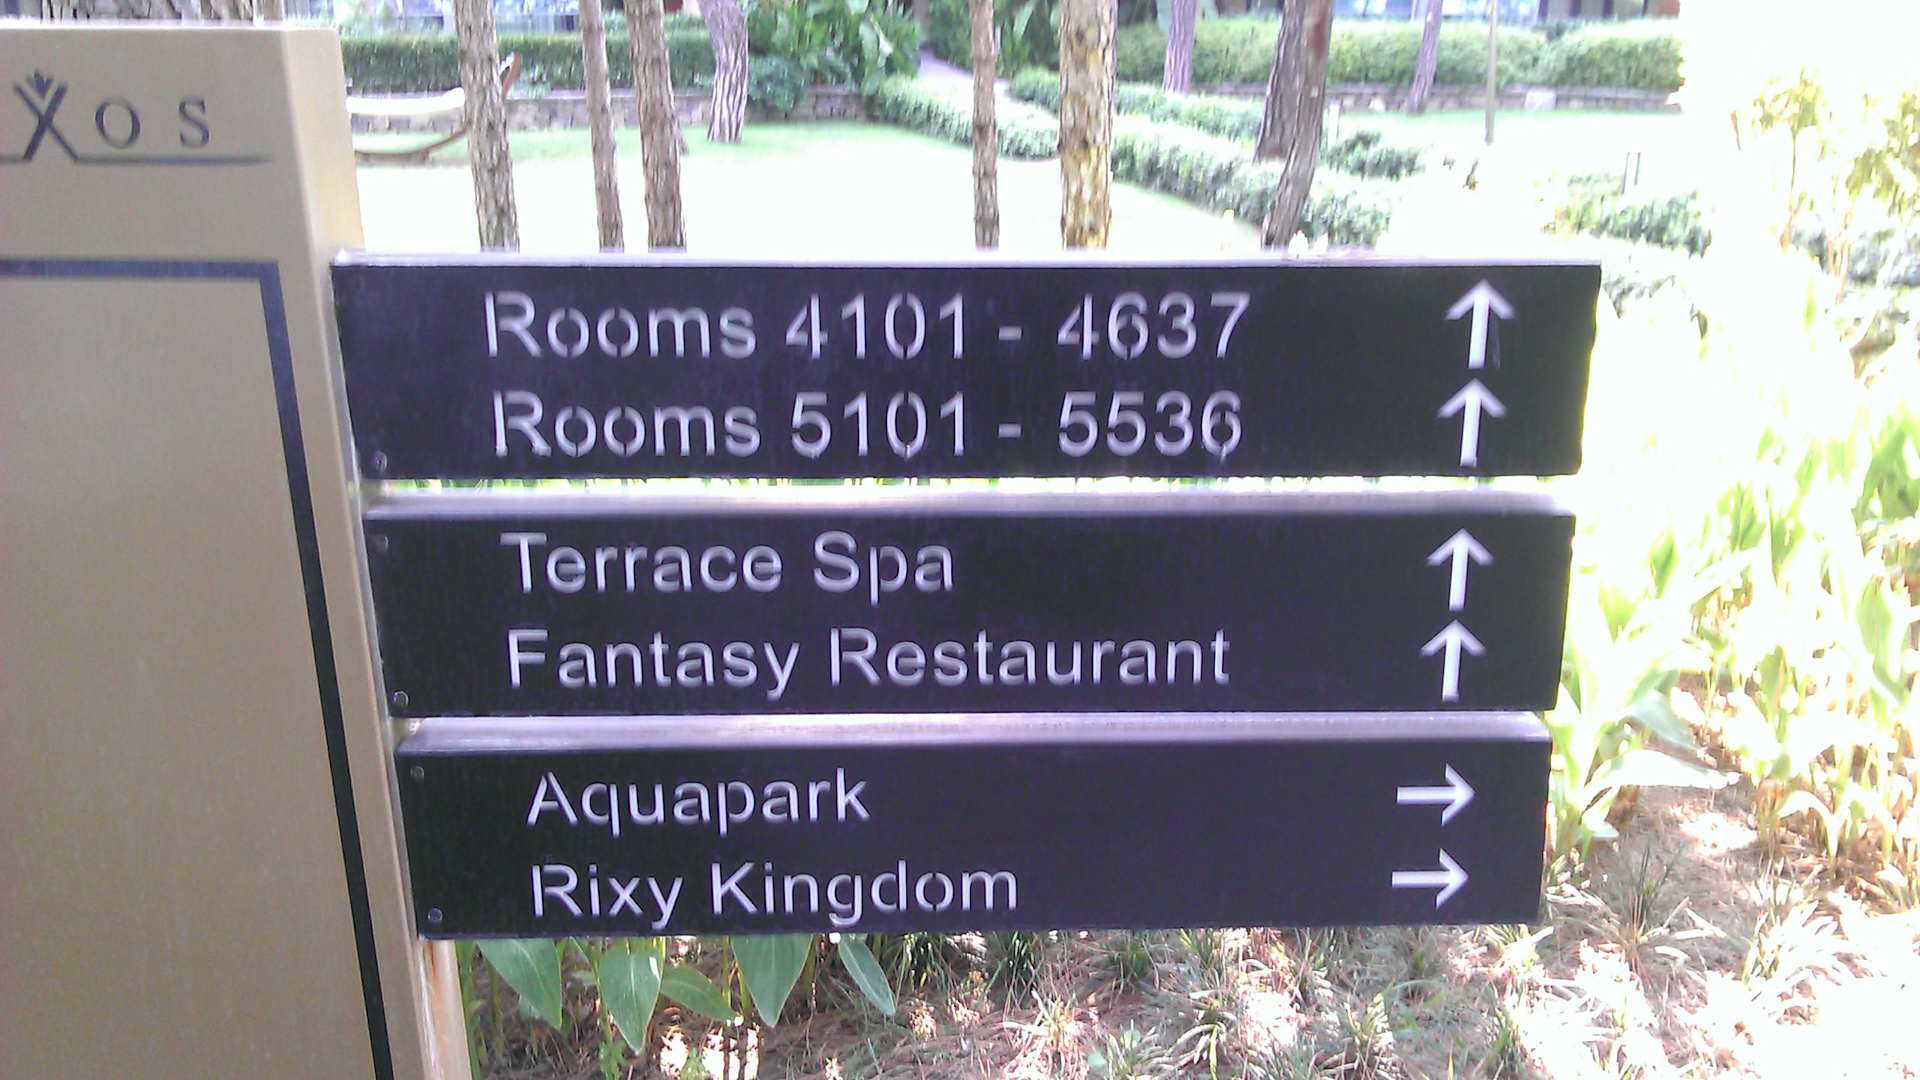 XOS
Rooms 4101 - 4637 ↑
Rooms 5101 - 5536 ↑
Terrace Spa ↑
Fantasy Restaurant ↑
Aquapark →
Rixy Kingdom →